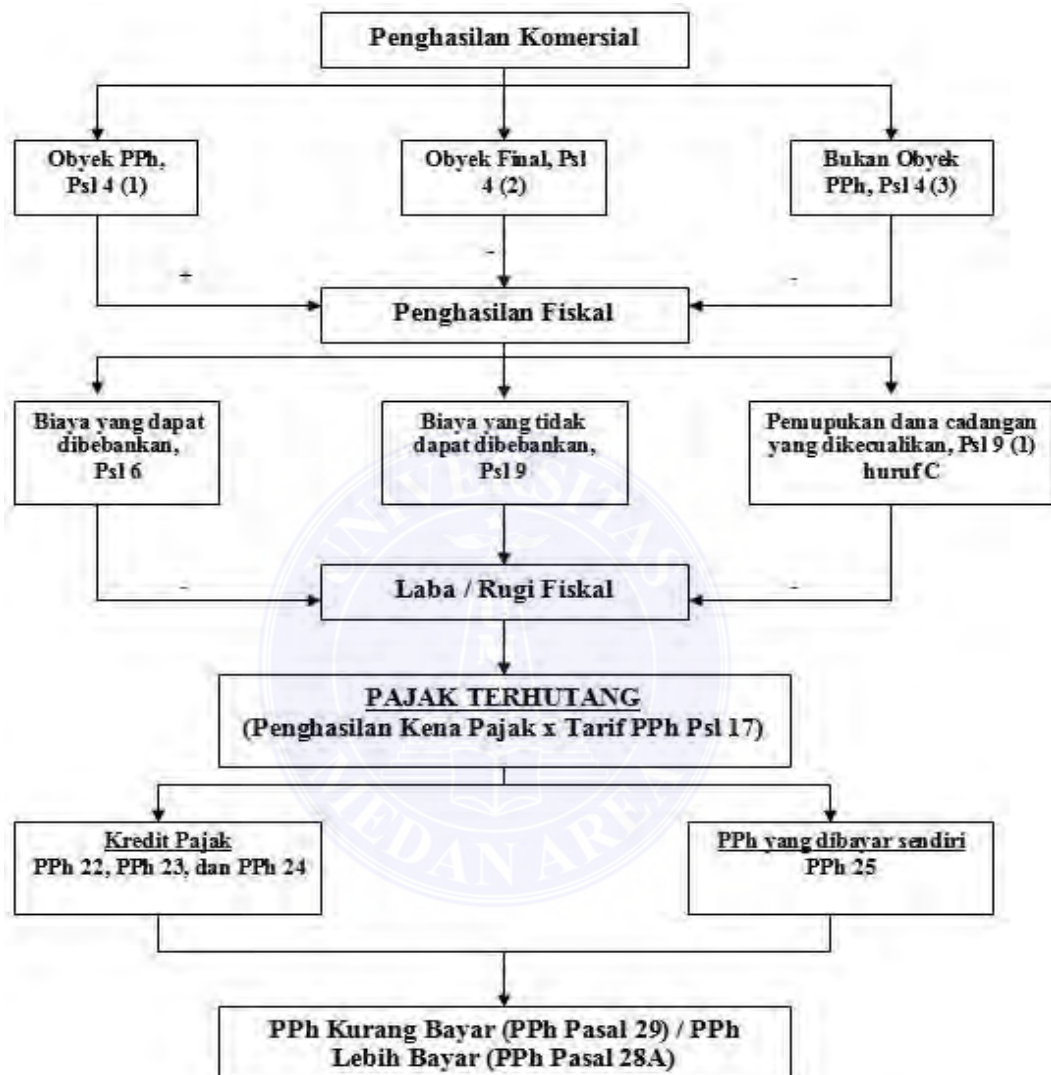 Penghasilan Komersial
Obyek PPh,
Psl 4 (1)
Obyek Final, Psl
4 (2)
Bukan Obyek
PPh, Psl 4 (3)
+
-
-
Penghasilan Fiskal
Biaya yang dapat
dibebankan,
Psl 6
Biaya yang tidak
dapat dibebankan,
Psl 9
Pemupukan dana cadangan
yang dikecualikan, Psl 9 (1)
huruf C
-
-
Laba / Rugi Fiskal
PAJAK TERHUTANG
(Penghasilan Kena Pajak x Tarif PPh Psl 17)
Kredit Pajak
PPh 22, PPh 23, dan PPh 24
PPh yang dibayar sendiri
PPh 25
PPh Kurang Bayar (PPh Pasal 29) / PPh
Lebih Bayar (PPh Pasal 28A)
UNIVERSITAS
MEDAN AREA